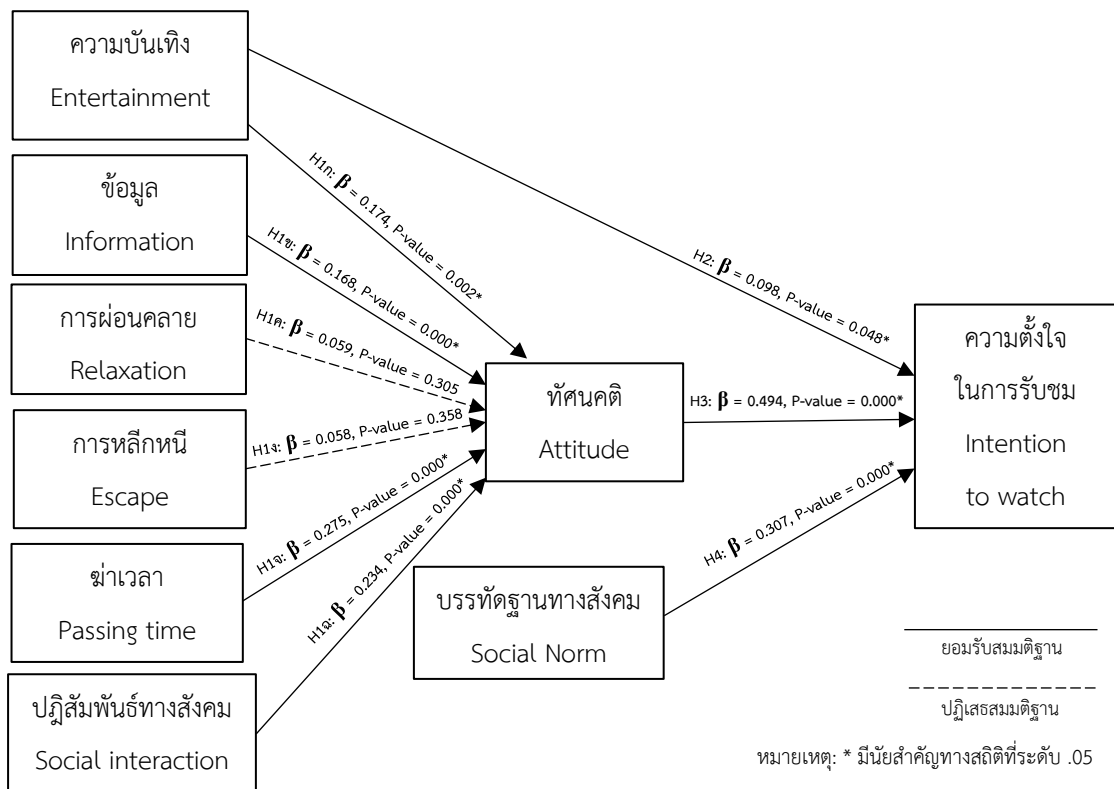 ความบันเทิง
Entertainment
ข้อมูล
Information
การผ่อนคลาย
Relaxation
การหลีกหนี
Escape
ฆ่าเวลา
Passing time
ปฏิสัมพันธ์ทางสังคม
Social interaction
H1ก: β = 0.174, P-value = 0.002*
H1ข: β = 0.168, P-value = 0.000*
H1ค: β = 0.059, P-value = 0.305
H1ง: β = 0.058, P-value = 0.358
H1จ: β = 0.275, P-value = 0.000*
H1ฉ: β = 0.234, P-value = 0.000*
ทัศนคติ
Attitude
บรรทัดฐานทางสังคม
Social Norm
H2: β = 0.098, P-value = 0.048*
H3: β = 0.494, P-value = 0.000*
H4: β = 0.307, P-value = 0.000*
ความตั้งใจ
ในการรับชม
Intention
to watch
ยอมรับสมมติฐาน
ปฏิเสธสมมติฐาน
หมายเหตุ: * มีนัยสำคัญทางสถิติที่ระดับ .05